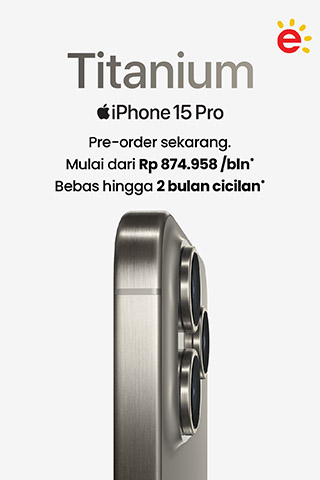 e
Titanium
iPhone 15 Pro
Pre-order sekarang.
Mulai dari Rp 874.958 /bln*
Bebas hingga 2 bulan cicilan*